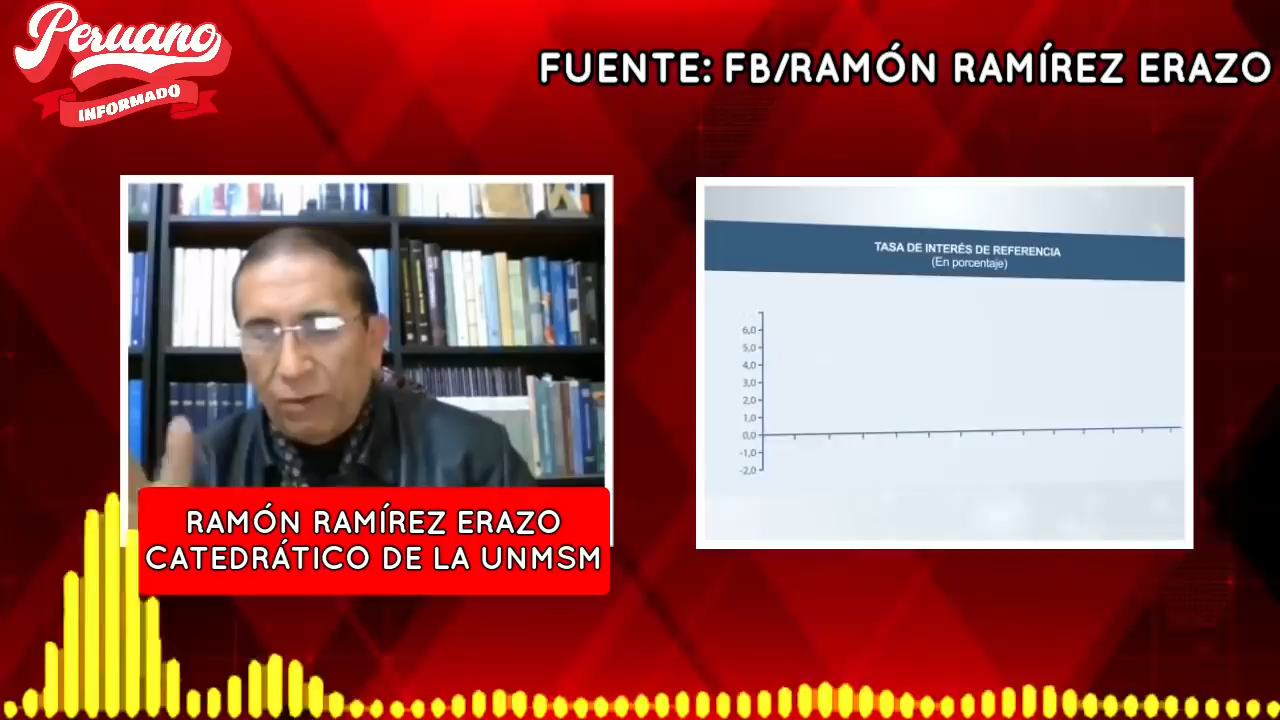 Peruano
INFORMADO
FUENTE: FB/RAMÓN RAMÍREZ ERAZO
TASA DE INTERÉS DE REFERENCIA
(En porcentaje)
6,0
5,0
4,0
3,0
2,0
1,0
0,0
-1,0
-2,0
RAMÓN RAMÍREZ ERAZO
CATEDRÁTICO DE LA UNMSM